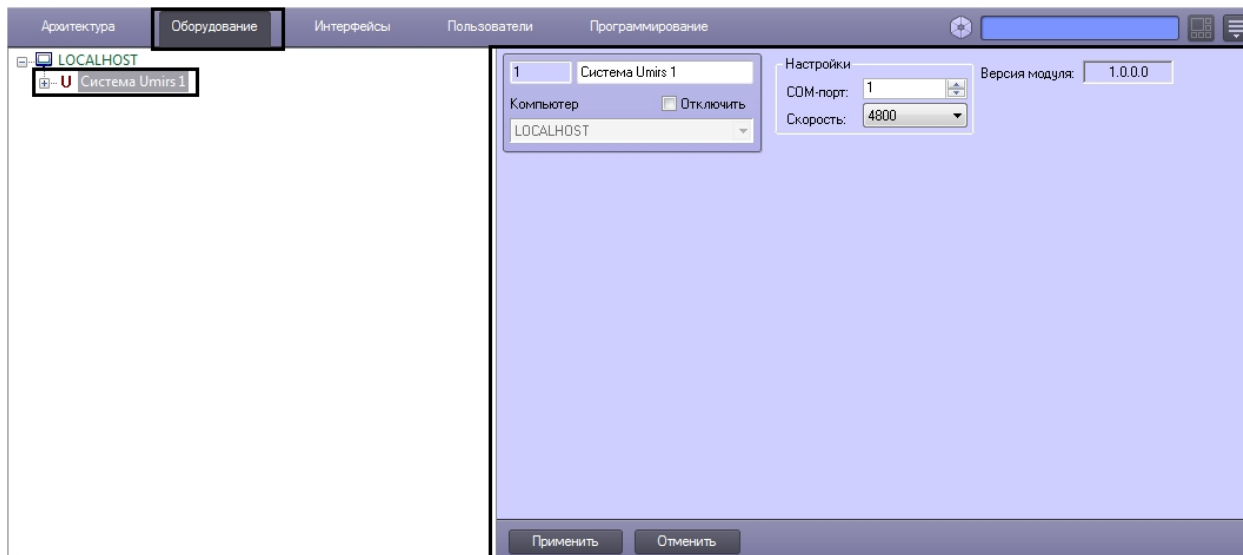 Архитектура Оборудование Интерфейсы Пользователи Программирование
LOCALHOST
U Система Umirs 1
1 Система Umirs 1
Компьютер Отключить
LOCALHOST
Настройки
COM-порт: 1
Скорость: 4800
Версия модуля: 1.0.0.0
Применить Отменить